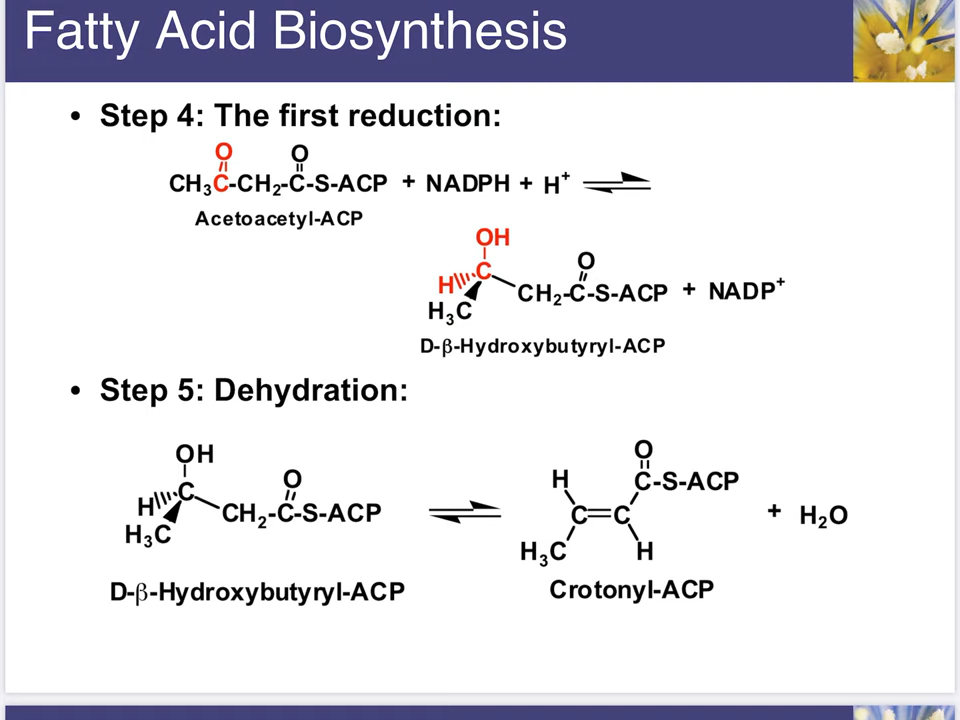 Fatty Acid Biosynthesis
• Step 4: The first reduction:
O O
CH3C-CH2-C-S-ACP + NADPH + H+
Acetoacetyl-ACP
OH
H C O
H3C CH2-C-S-ACP + NADP+
D-β-Hydroxybutyryl-ACP
• Step 5: Dehydration:
OH
H C O
H3C CH2-C-S-ACP
D-β-Hydroxybutyryl-ACP
O
H C-S-ACP
C=C + H2O
H3C H
Crotonyl-ACP